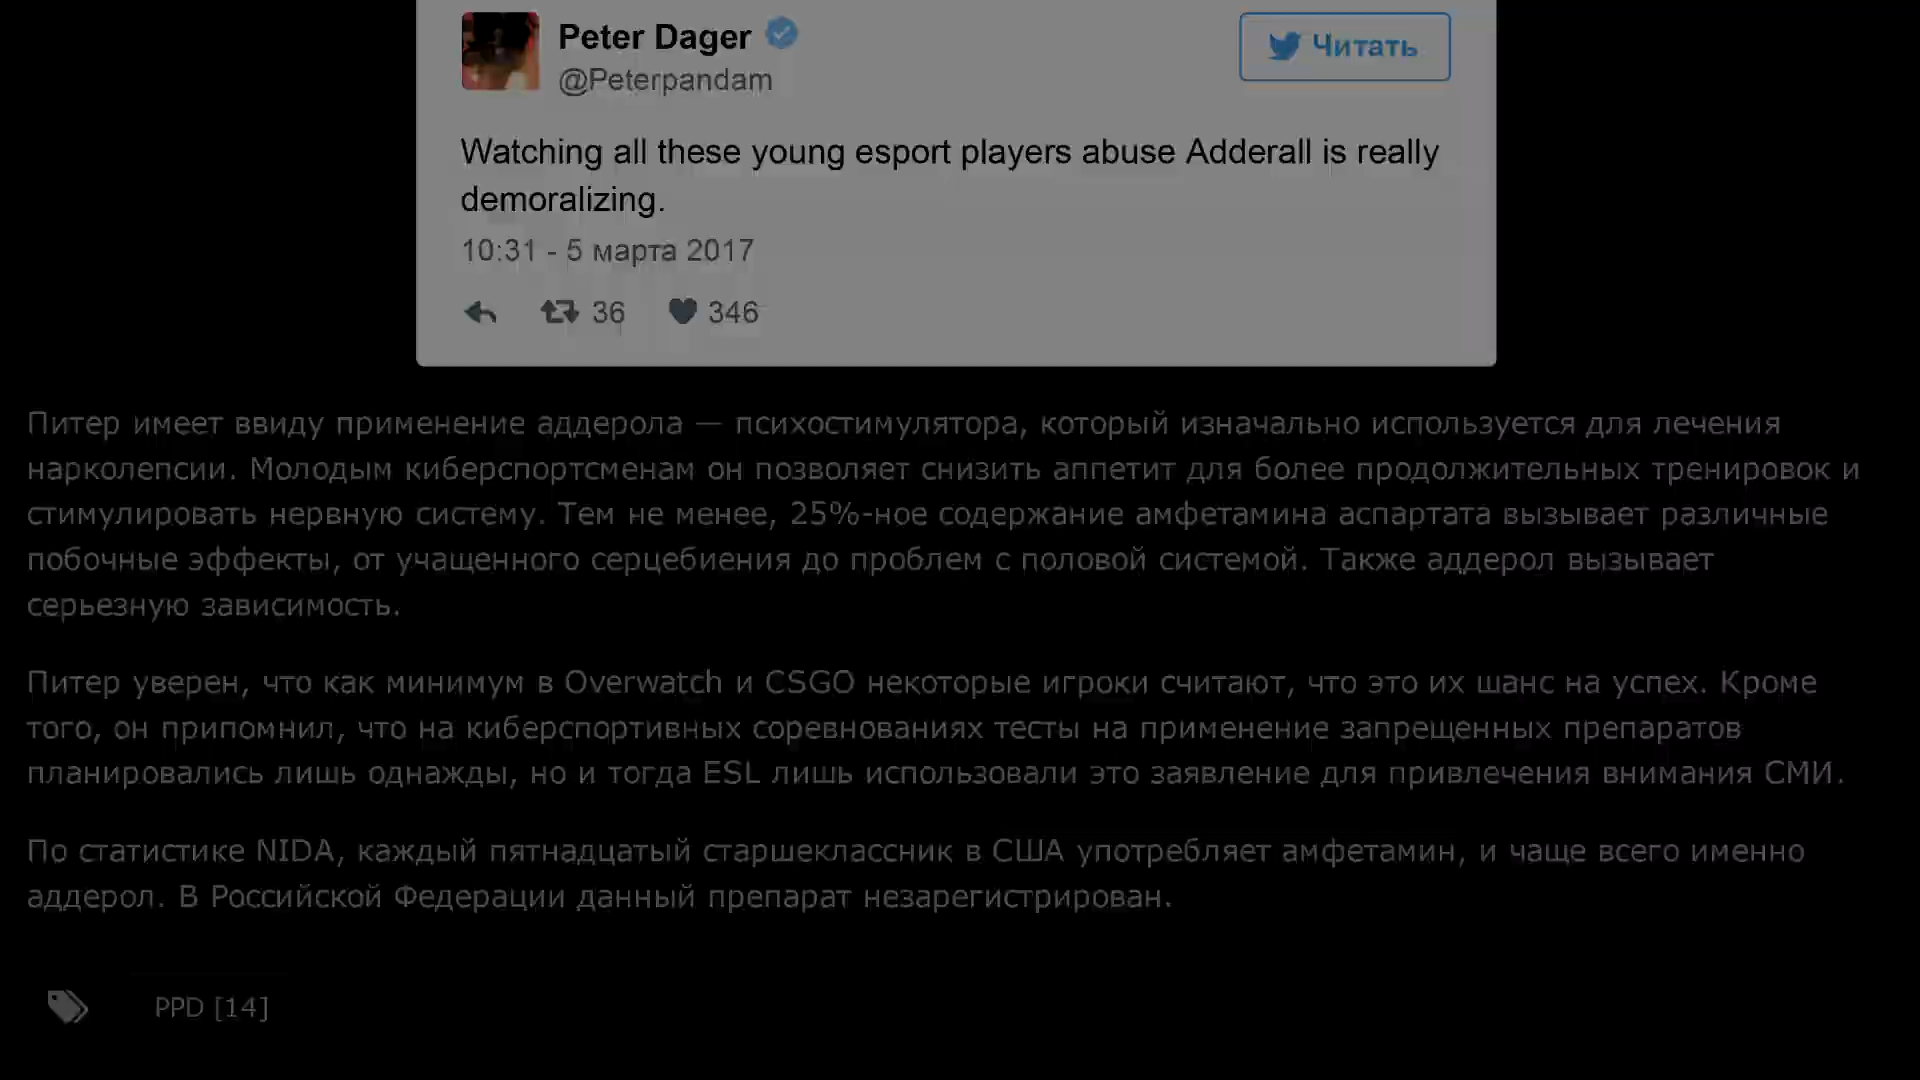 Peter Dager
Читать
@Peterpandam
Watching all these young esport players abuse Adderall is really
demoralizing.
10:31 - 5 марта 2017
36 346
Питер имеет ввиду применение аддерола — психостимулятора, который изначально используется для лечения
нарколепсии. Молодым киберспортсменам он позволяет снизить аппетит для более продолжительных тренировок и
стимулировать нервную систему. Тем не менее, 25%-ное содержание амфетамина аспартата вызывает различные
побочные эффекты, от учащенного серцебиения до проблем с половой системой. Также аддерол вызывает
серьезную зависимость.
Питер уверен, что как минимум в Overwatch и CSGO некоторые игроки считают, что это их шанс на успех. Кроме
того, он припомнил, что на киберспортивных соревнованиях тесты на применение запрещенных препаратов
планировались лишь однажды, но и тогда ESL лишь использовали это заявление для привлечения внимания СМИ.
По статистике NIDA, каждый пятнадцатый старшеклассник в США употребляет амфетамин, и чаще всего именно
аддерол. В Российской Федерации данный препарат незарегистрирован.
PPD [14]